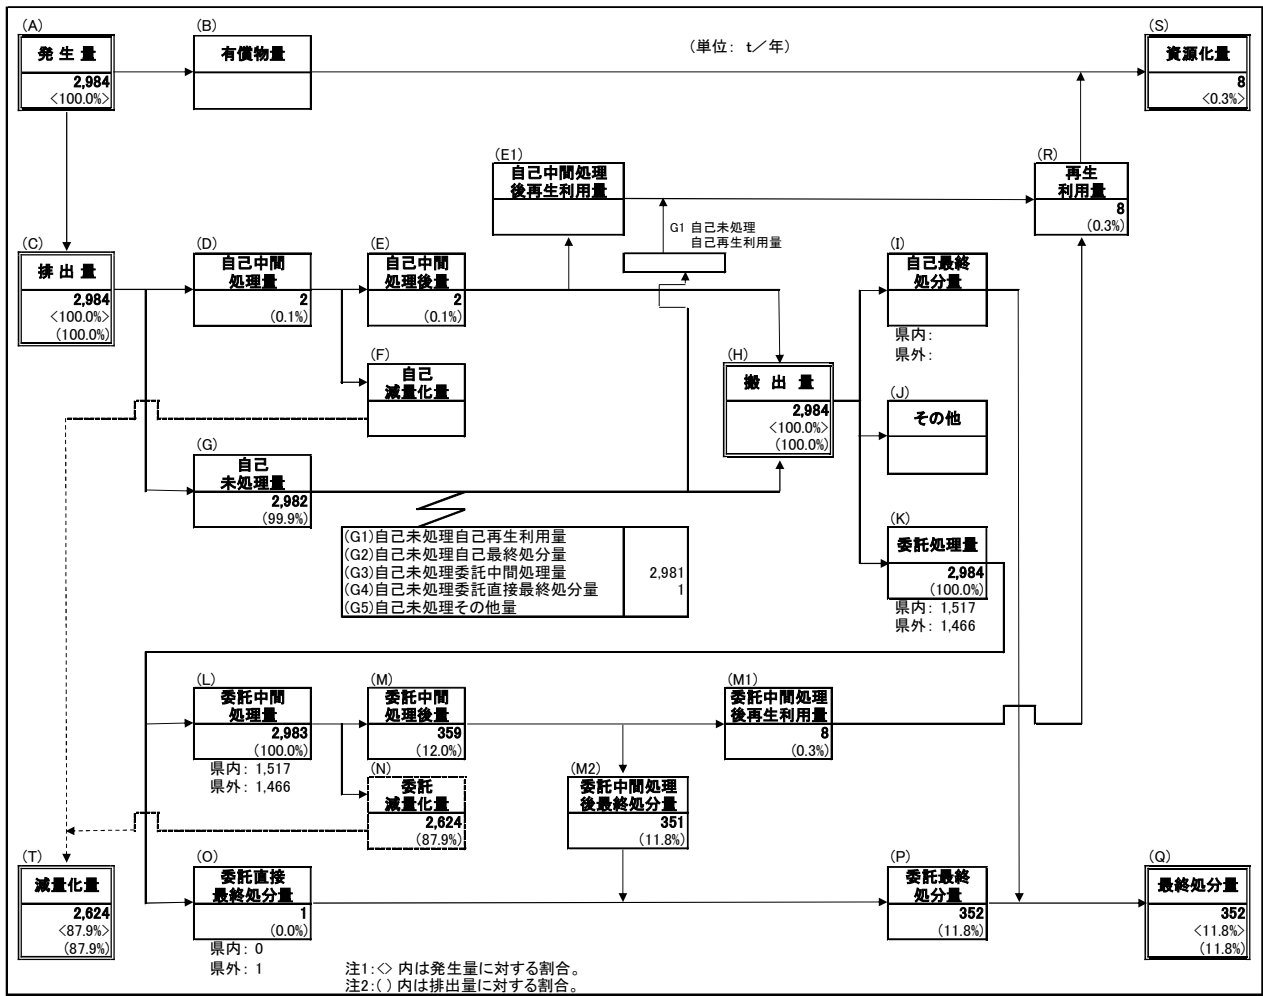 (A)
発 生 量
2,984
<100.0%>
(B)
有償物量
(単位： t／年)
(S)
資源化量
8
<0.3%>
(E1)
自己中間処理
後再生利用量
(R)
再生
利用量
8
(0.3%)
G1 自己未処理
自己再生利用量
(C)
排 出 量
2,984
<100.0%>
(100.0%)
(D)
自己中間
処理量
2
(0.1%)
(E)
自己中間
処理後量
2
(0.1%)
(I)
自己最終
処分量
県内：
県外：
(F)
自己
減量化量
(H)
搬 出 量
2,984
<100.0%>
(100.0%)
(J)
その他
(G)
自己
未処理量
2,982
(99.9%)
(G1)自己未処理自己再生利用量
(G2)自己未処理自己最終処分量
(G3)自己未処理委託中間処理量 2,981
(G4)自己未処理委託直接最終処分量 1
(G5)自己未処理その他量
(K)
委託処理量
2,984
(100.0%)
県内： 1,517
県外： 1,466
(L)
委託中間
処理量
2,983
(100.0%)
県内： 1,517
県外： 1,466
(M)
委託中間
処理後量
359
(12.0%)
(M1)
委託中間処理
後再生利用量
8
(0.3%)
(N)
委託
減量化量
2,624
(87.9%)
(M2)
委託中間処理
後最終処分量
351
(11.8%)
(T)
減量化量
2,624
<87.9%>
(87.9%)
(O)
委託直接
最終処分量
1
(0.0%)
県内： 0
県外： 1
(P)
委託最終
処分量
352
(11.8%)
(Q)
最終処分量
352
<11.8%>
(11.8%)
注1：<> 内は発生量に対する割合。
注2：( ) 内は排出量に対する割合。